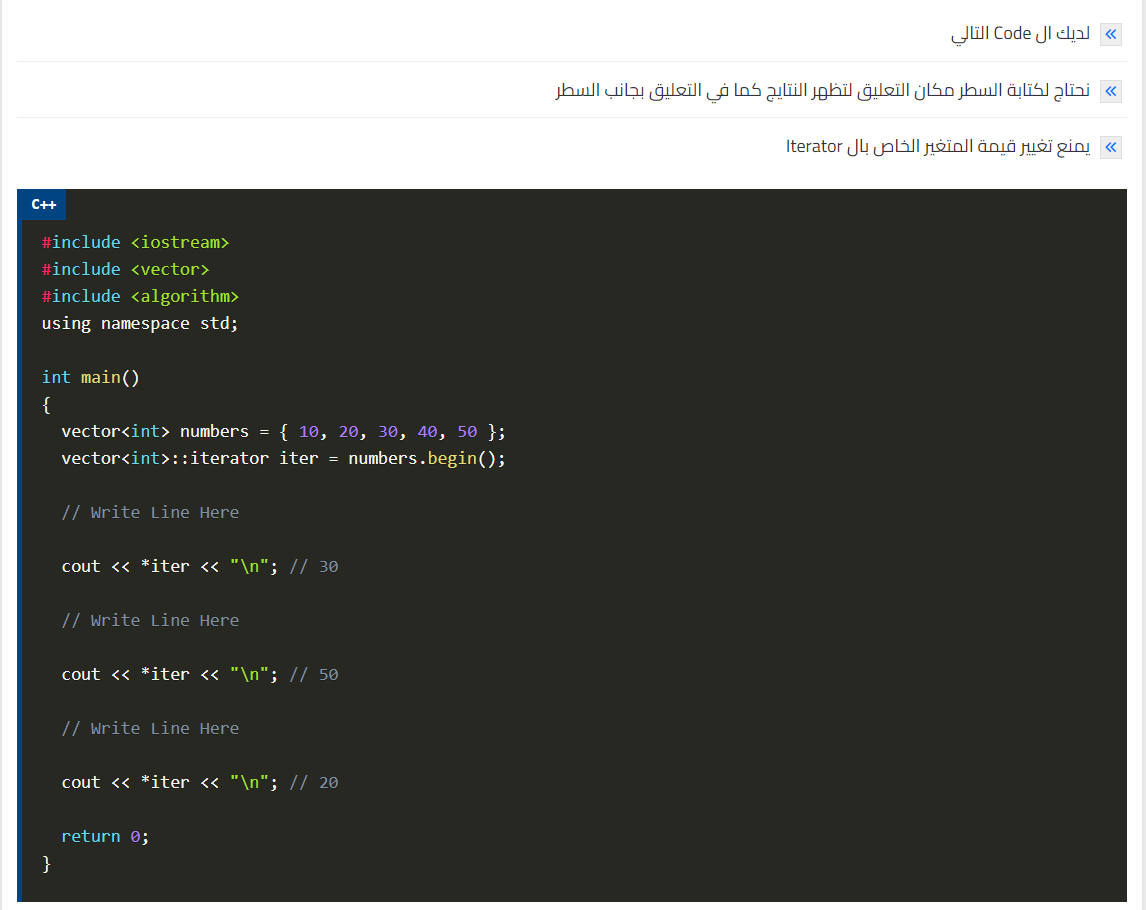 لديك ال Code التالي
نحتاج لكتابة السطر مكان التعليق لتظهر النتايج كما في التعليق بجانب السطر
يمنع تغيير قيمة المتغير الخاص بال Iterator
C++
#include <iostream>
#include <vector>
#include <algorithm>
using namespace std;
int main()
{
vector<int> numbers = { 10, 20, 30, 40, 50 };
vector<int>::iterator iter = numbers.begin();
// Write Line Here
cout << *iter << "\n"; // 30
// Write Line Here
cout << *iter << "\n"; // 50
// Write Line Here
cout << *iter << "\n"; // 20
return 0;
}